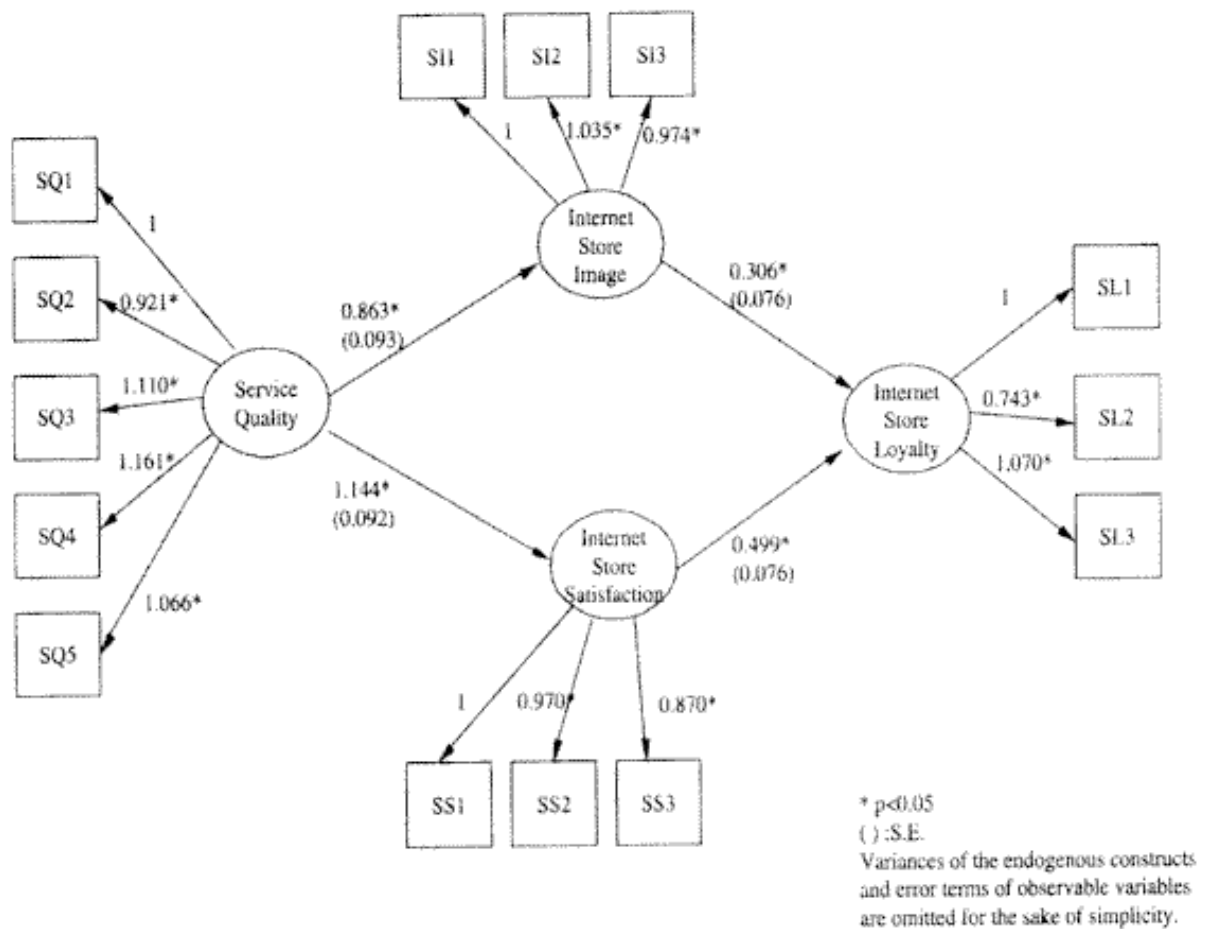 SI1
SI2
SI3
1
1.035*
0.974*
SQ1
SQ2
SQ3
SQ4
SQ5
1
0.921*
1.110*
1.161*
1.066*
Service
Quality
Internet
Store
Image
0.863*
(0.093)
1.144*
(0.092)
0.306*
(0.076)
0.499*
(0.076)
Internet
Store
Loyalty
1
0.743*
1.070*
SL1
SL2
SL3
Internet
Store
Satisfaction
1
0.970*
0.870*
SS1
SS2
SS3
* p<0.05
( ) :S.E.
Variances of the endogenous constructs
and error terms of observable variables
are omitted for the sake of simplicity.